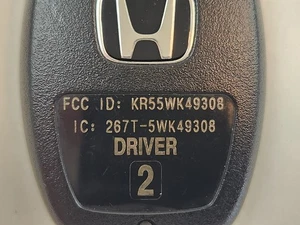 FCC ID: KR55WK49308
IC: 267T-5WK49308
DRIVER
2